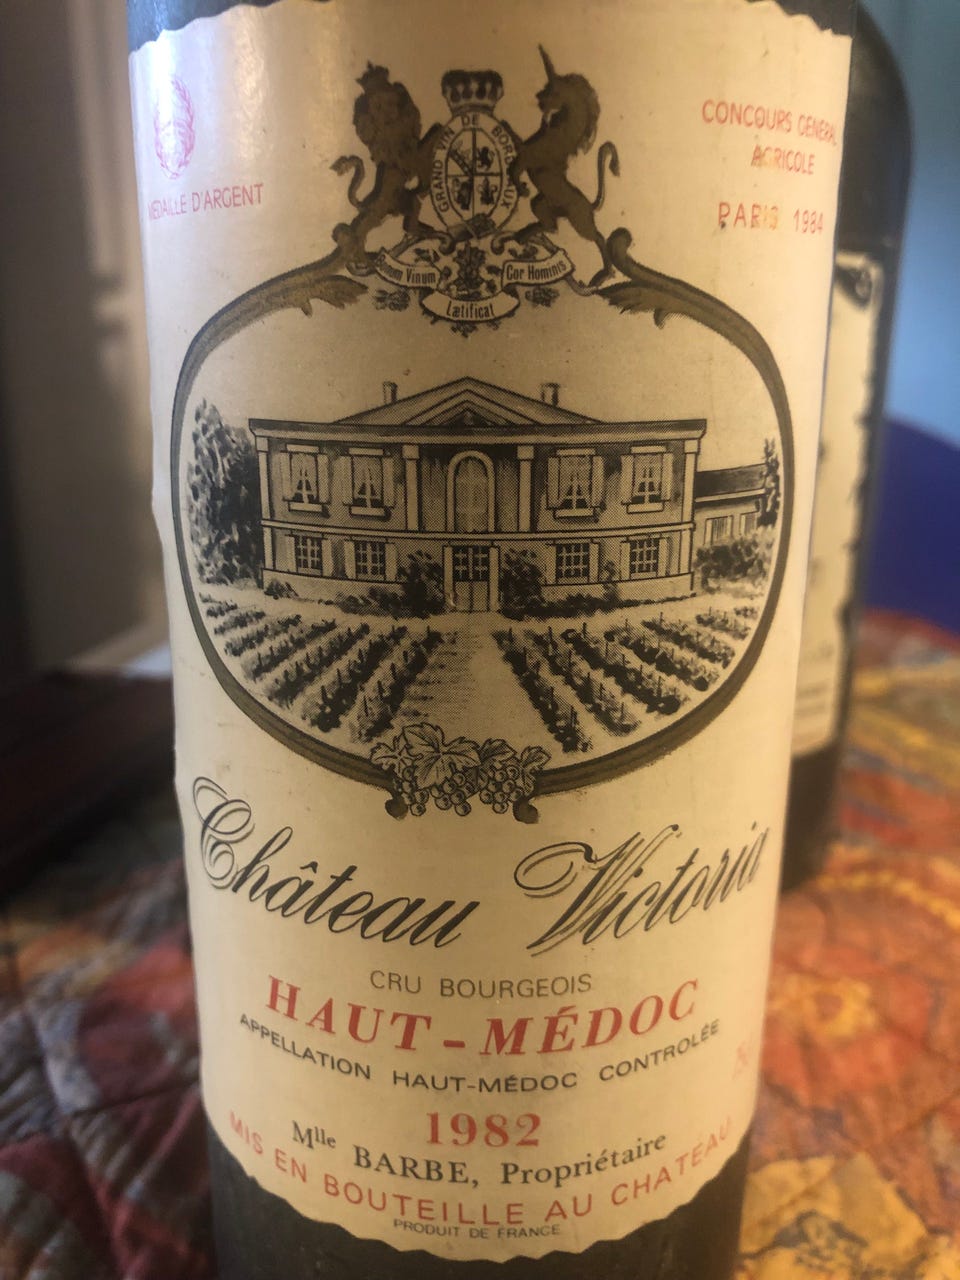 GRAND VIN DE BORDEAUX
Bonum Vinum
Cor Hominis
Lætificat
MEDAILLE D'ARGENT
CONCOURS GENERAL
AGRICOLE
PARIS 1984
Château Victoria
CRU BOURGEOIS
HAUT-MÉDOC
APPELLATION HAUT-MÉDOC CONTROLÉE
1982
Mlle BARBE, Propriétaire
MIS EN BOUTEILLE AU CHATEAU
PRODUIT DE FRANCE